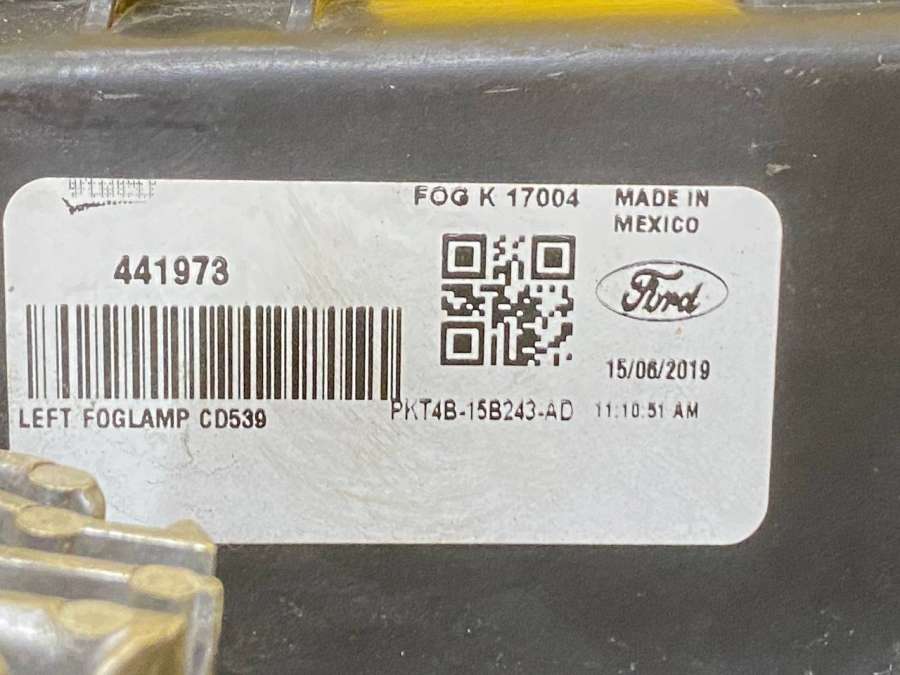 FOG K 17004
MADE IN
MEXICO
441973
Ford
15/06/2019
LEFT FOGLAMP CD539
PKT4B-15B243-AD
11:10:51 AM